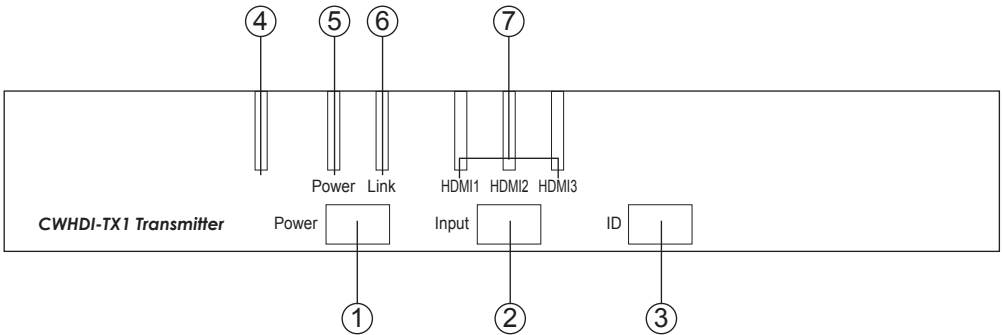 ④ ⑤ ⑥ ⑦
Power Link HDMI1 HDMI2 HDMI3
CWHDI-TX1 Transmitter Power Input ID
① ② ③